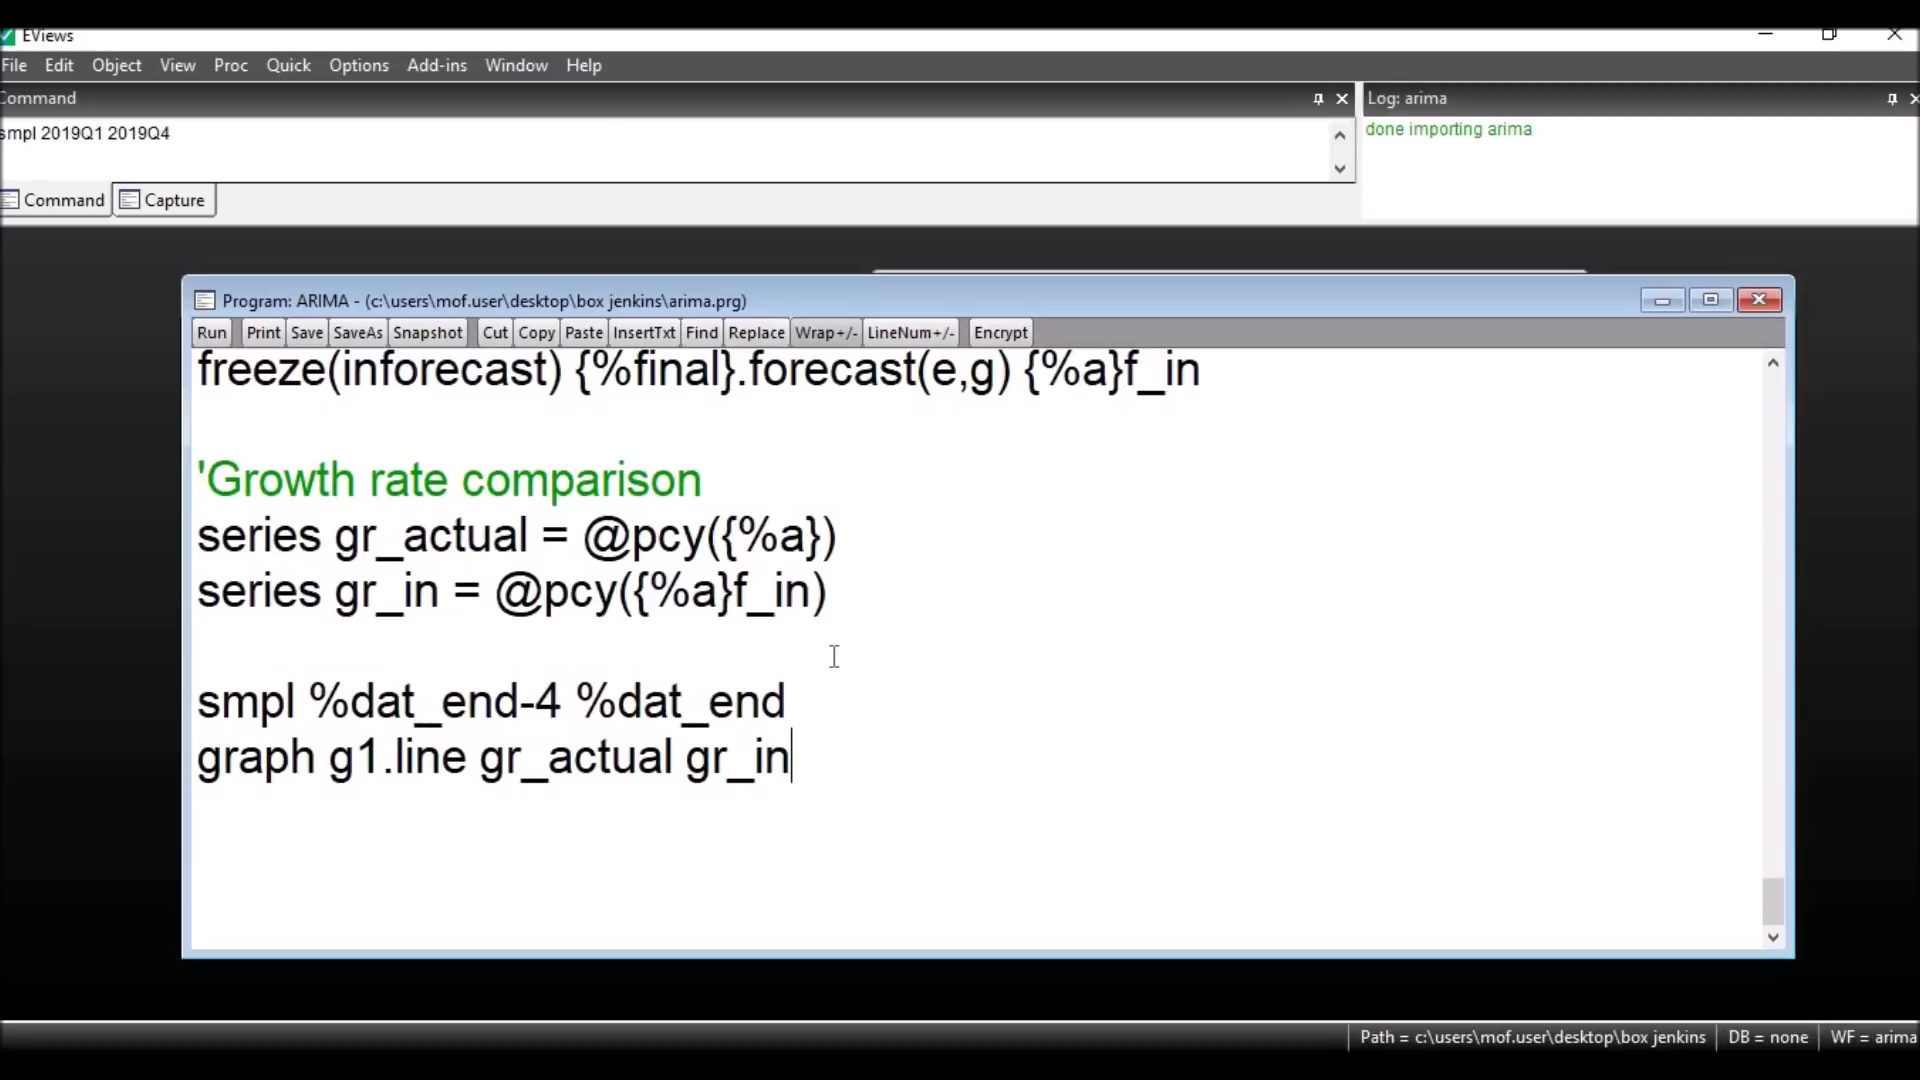 EViews
File Edit Object View Proc Quick Options Add-ins Window Help
Command
Log: arima
smpl 2019Q1 2019Q4
done importing arima
Command Capture
Program: ARIMA - (c:\users\mof.user\desktop\box jenkins\arima.prg)
Run Print Save SaveAs Snapshot Cut Copy Paste InsertTxt Find Replace Wrap+/- LineNum+/- Encrypt
freeze(inforecast) {%final}.forecast(e,g) {%a}f_in
'Growth rate comparison
series gr_actual = @pcy({%a})
series gr_in = @pcy({%a}f_in)
smpl %dat_end-4 %dat_end
graph g1.line gr_actual gr_in
Path = c:\users\mof.user\desktop\box jenkins DB = none WF = arima